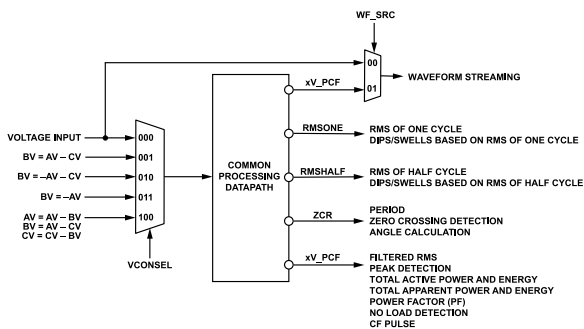 WF_SRC
xV_PCF
00
01
WAVEFORM STREAMING
VOLTAGE INPUT
000
BV = AV – CV
001
BV = –AV – CV
010
BV = –AV
011
AV = AV – BV
BV = AV – CV
CV = CV – BV
100
VCONSEL
COMMON
PROCESSING
DATAPATH
RMSONE
RMS OF ONE CYCLE
DIPS/SWELLS BASED ON RMS OF ONE CYCLE
RMSHALF
RMS OF HALF CYCLE
DIPS/SWELLS BASED ON RMS OF HALF CYCLE
ZCR
PERIOD
ZERO CROSSING DETECTION
ANGLE CALCULATION
xV_PCF
FILTERED RMS
PEAK DETECTION
TOTAL ACTIVE POWER AND ENERGY
TOTAL APPARENT POWER AND ENERGY
POWER FACTOR (PF)
NO LOAD DETECTION
CF PULSE